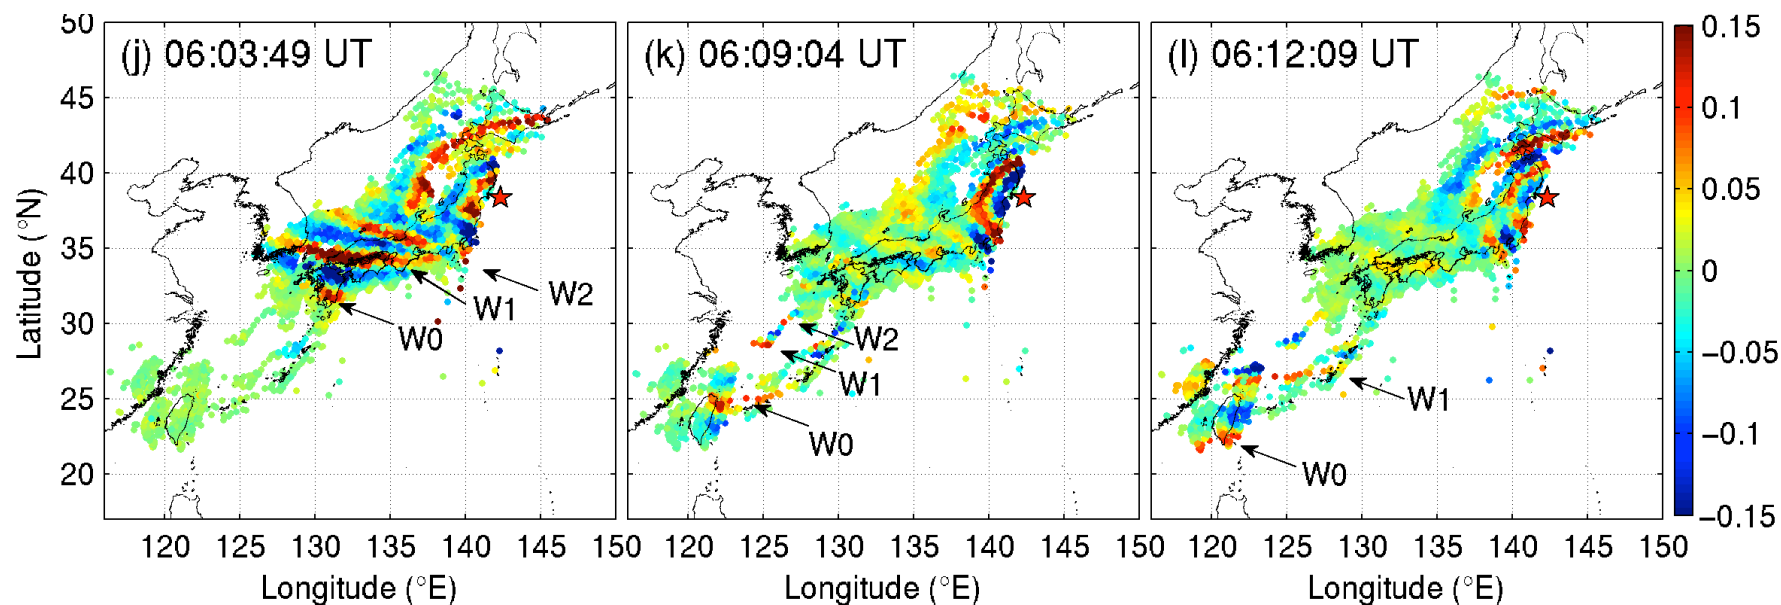 (j) 06:03:49 UT
(k) 06:09:04 UT
(l) 06:12:09 UT
50
45
40
35
30
25
20
Latitude (°N)
W0
W1
W2
W2
W1
W0
W1
W0
120 125 130 135 140 145 150
120 125 130 135 140 145 150
120 125 130 135 140 145 150
Longitude (°E)
Longitude (°E)
Longitude (°E)
0.15
0.1
0.05
0
−0.05
−0.1
−0.15